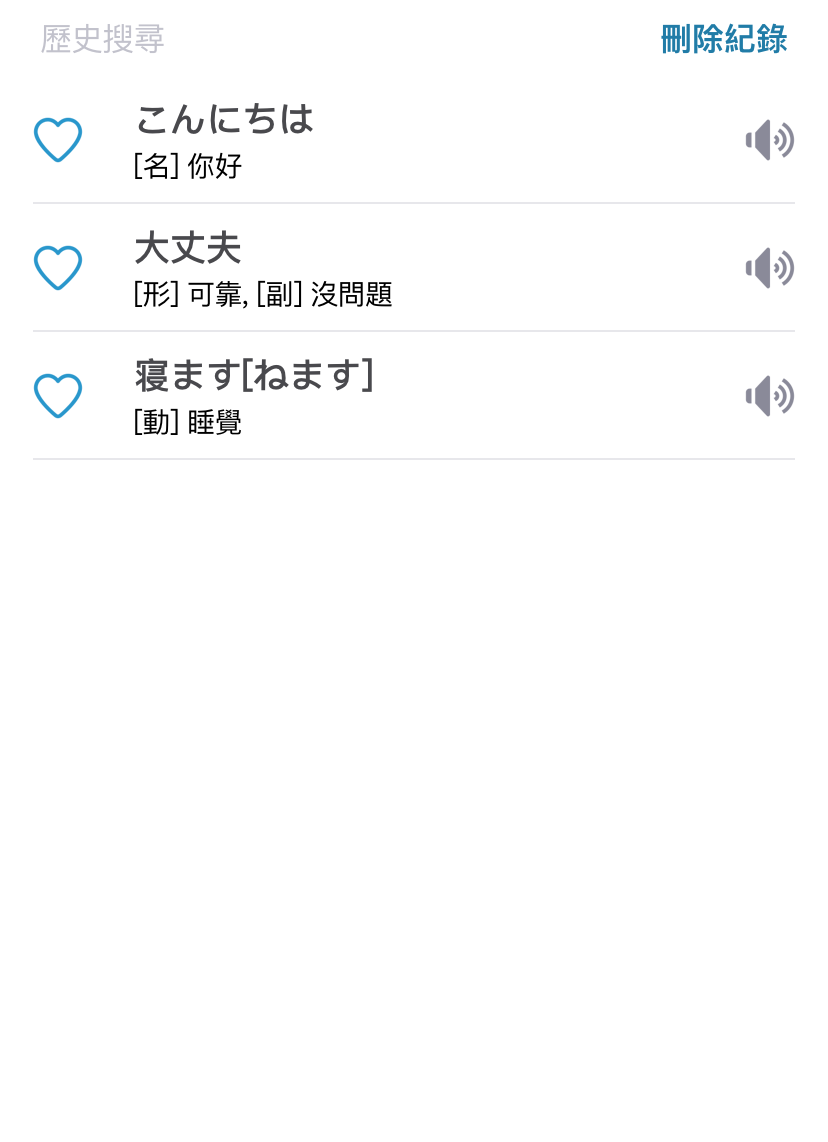 歷史搜尋
刪除紀錄
こんにちは
[名] 你好
大丈夫
[形] 可靠, [副] 沒問題
寝ます[ねます]
[動] 睡覺